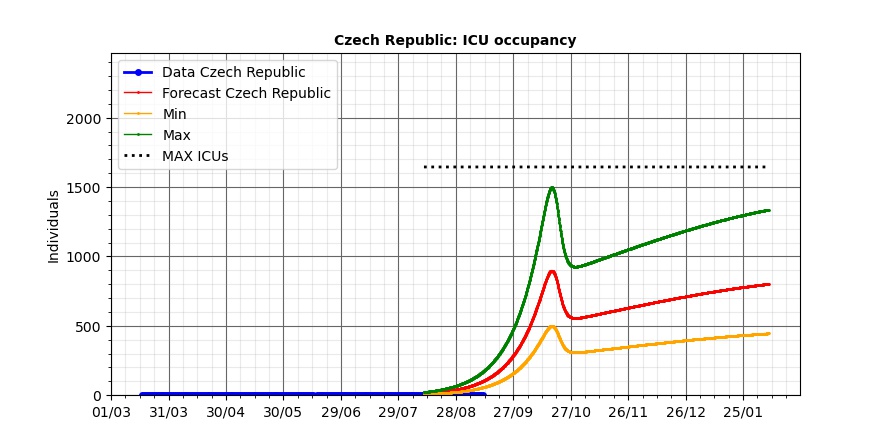 Czech Republic: ICU occupancy
Data Czech Republic
Forecast Czech Republic
Min
Max
MAX ICUs
Individuals
2000
1500
1000
500
0
01/03 31/03 30/04 30/05 29/06 29/07 28/08 27/09 27/10 26/11 26/12 25/01